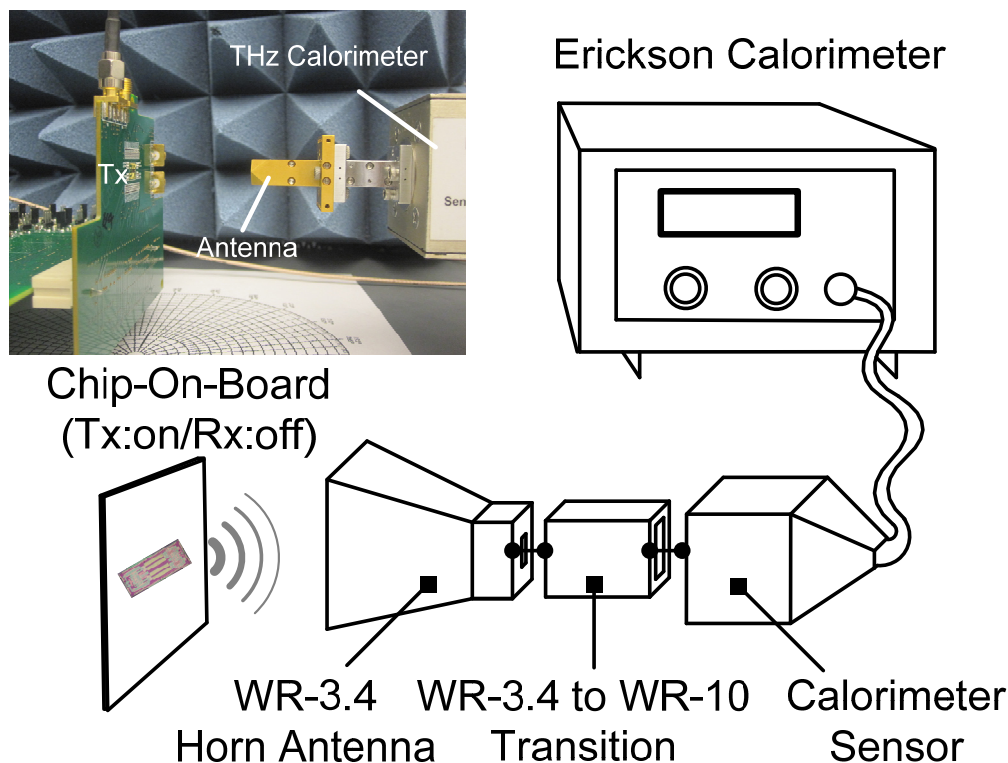 THz Calorimeter
Tx
Antenna
Sen
Erickson Calorimeter
Chip-On-Board
(Tx:on/Rx:off)
WR-3.4
Horn Antenna
WR-3.4 to WR-10
Transition
Calorimeter
Sensor